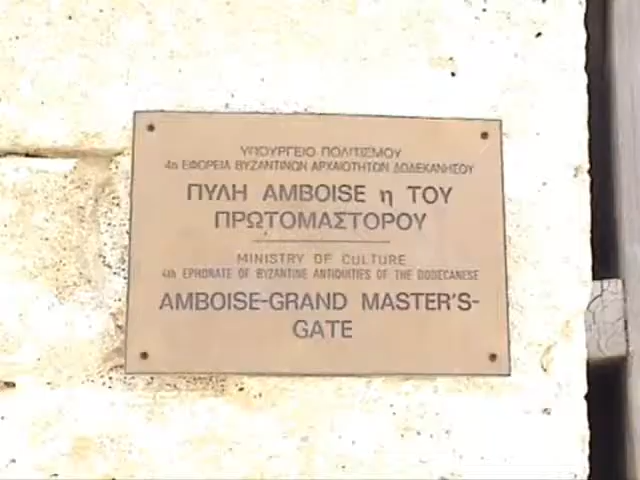 ΥΠΟΥΡΓΕΙΟ ΠΟΛΙΤΙΣΜΟΥ
4η ΕΦΟΡΕΙΑ ΒΥΖΑΝΤΙΝΩΝ ΑΡΧΑΙΟΤΗΤΩΝ ΔΩΔΕΚΑΝΗΣΟΥ
ΠΥΛΗ AMBOISE η ΤΟΥ
ΠΡΩΤΟΜΑΣΤΟΡΟΥ
MINISTRY OF CULTURE
4th EPHORATE OF BYZANTINE ANTIQUITIES OF THE DODECANESE
AMBOISE-GRAND MASTER'S-
GATE